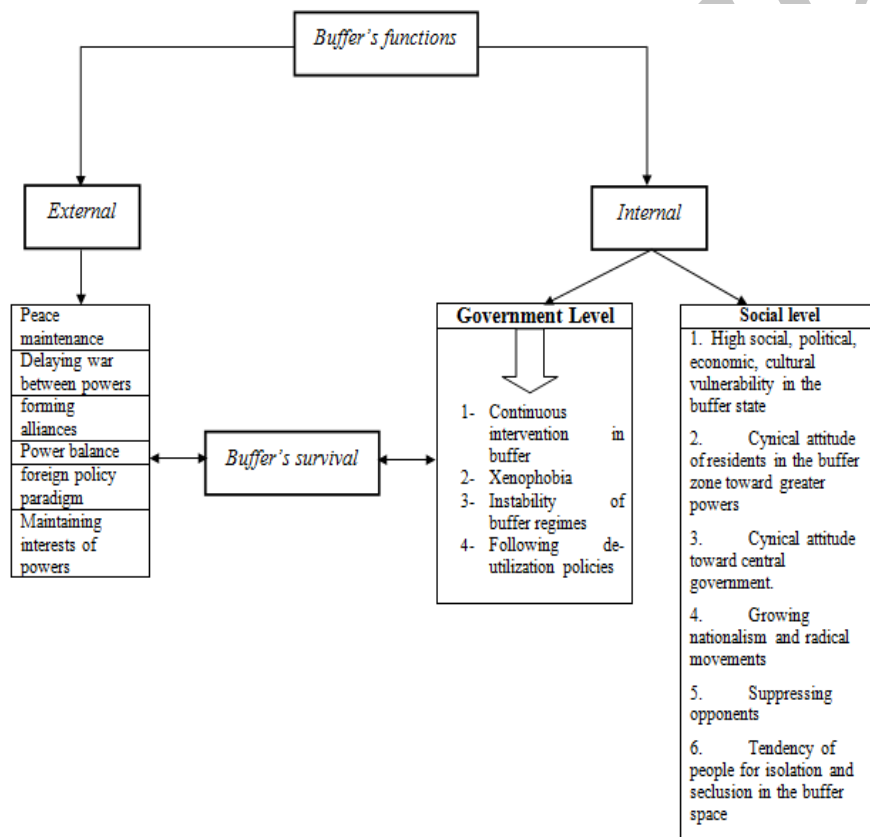 Buffer's functions
External
Internal
Peace
maintenance
Delaying war
between powers
forming
alliances
Power balance
foreign policy
paradigm
Maintaining
interests of
powers
Buffer's survival
Government Level
1- Continuous
intervention in
buffer
2- Xenophobia
3- Instability of
buffer regimes
4- Following de-
utilization policies
Social level
1. High social, political,
economic, cultural
vulnerability in the
buffer state
2. Cynical attitude
of residents in the buffer
zone toward greater
powers
3. Cynical attitude
toward central
government.
4. Growing
nationalism and radical
movements
5. Suppressing
opponents
6. Tendency of
people for isolation and
seclusion in the buffer
space